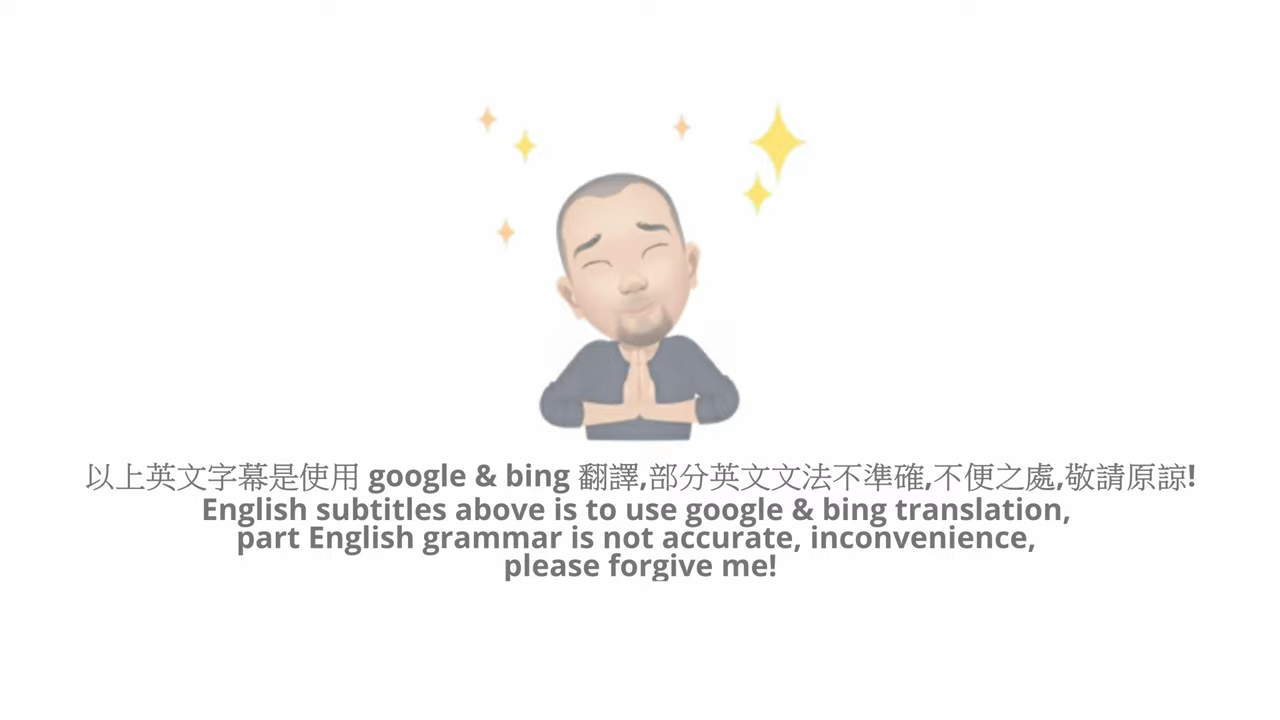 以上英文字幕是使用 google & bing 翻譯,部分英文文法不準確,不便之處,敬請原諒!
English subtitles above is to use google & bing translation,
part English grammar is not accurate, inconvenience,
please forgive me!